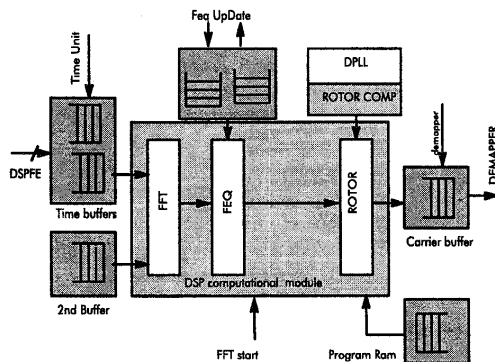 Feq UpDate
Time Unit
DPLL
ROTOR COMP
DSPFE
Time buffers
FFT
FEQ
ROTOR
demapper
DEMAPPER
Carrier buffer
2nd Buffer
DSP computational module
FFT start
Program Ram